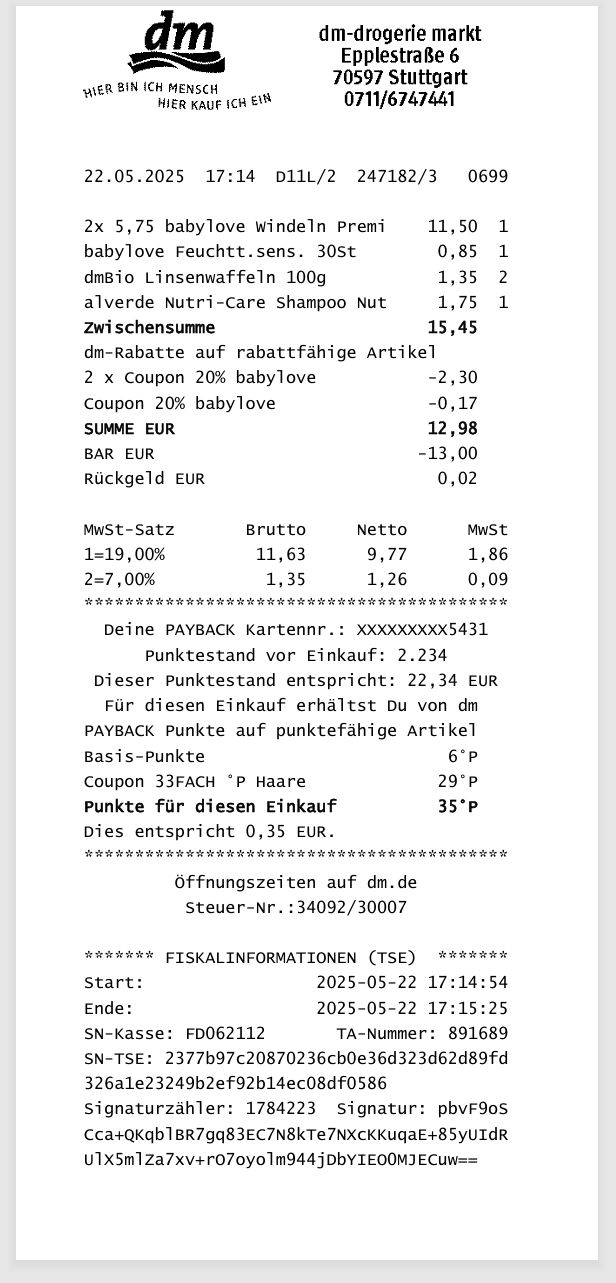 dm
HIER BIN ICH MENSCH
HIER KAUF ICH EIN
dm-drogerie markt
Epplestraße 6
70597 Stuttgart
0711/6747441
22.05.2025 17:14 D11L/2 247182/3 0699
2x 5,75 babylove Windeln Premi 11,50 1
babylove Feuchtt.sens. 30St 0,85 1
dmBio Linsenwaffeln 100g 1,35 2
alverde Nutri-Care Shampoo Nut 1,75 1
Zwischensumme 15,45
dm-Rabatte auf rabattfähige Artikel
2 x Coupon 20% babylove -2,30
Coupon 20% babylove -0,17
SUMME EUR 12,98
BAR EUR -13,00
Rückgeld EUR 0,02
MwSt-Satz Brutto Netto MwSt
1=19,00% 11,63 9,77 1,86
2=7,00% 1,35 1,26 0,09
******************************************
Deine PAYBACK Kartennr.: XXXXXXXXX5431
Punktestand vor Einkauf: 2.234
Dieser Punktestand entspricht: 22,34 EUR
Für diesen Einkauf erhältst Du von dm
PAYBACK Punkte auf punktefähige Artikel
Basis-Punkte 6°P
Coupon 33FACH °P Haare 29°P
Punkte für diesen Einkauf 35°P
Dies entspricht 0,35 EUR.
******************************************
Öffnungszeiten auf dm.de
Steuer-Nr.:34092/30007
******* FISKALINFORMATIONEN (TSE) *******
Start: 2025-05-22 17:14:54
Ende: 2025-05-22 17:15:25
SN-Kasse: FD062112 TA-Nummer: 891689
SN-TSE: 2377b97c20870236cb0e36d323d62d89fd
326a1e23249b2ef92b14ec08df0586
Signaturzähler: 1784223 Signatur: pbvF9oS
Cca+QKqblBR7gq83EC7N8kTe7NXcKKuqaE+85yUIdR
UlX5mlZa7xv+rO7oyolm944jDbYIEO0MJECuw==